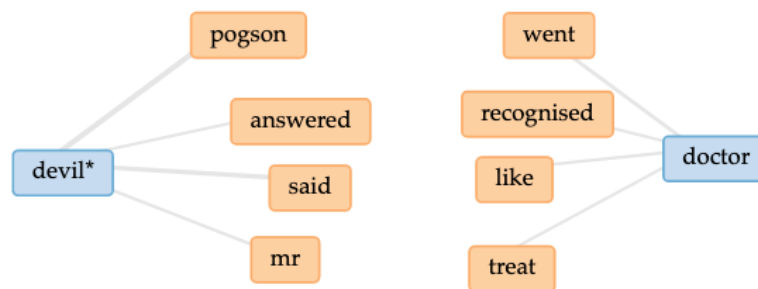 pogson
went
answered
recognised
devil*
doctor
said
like
mr
treat